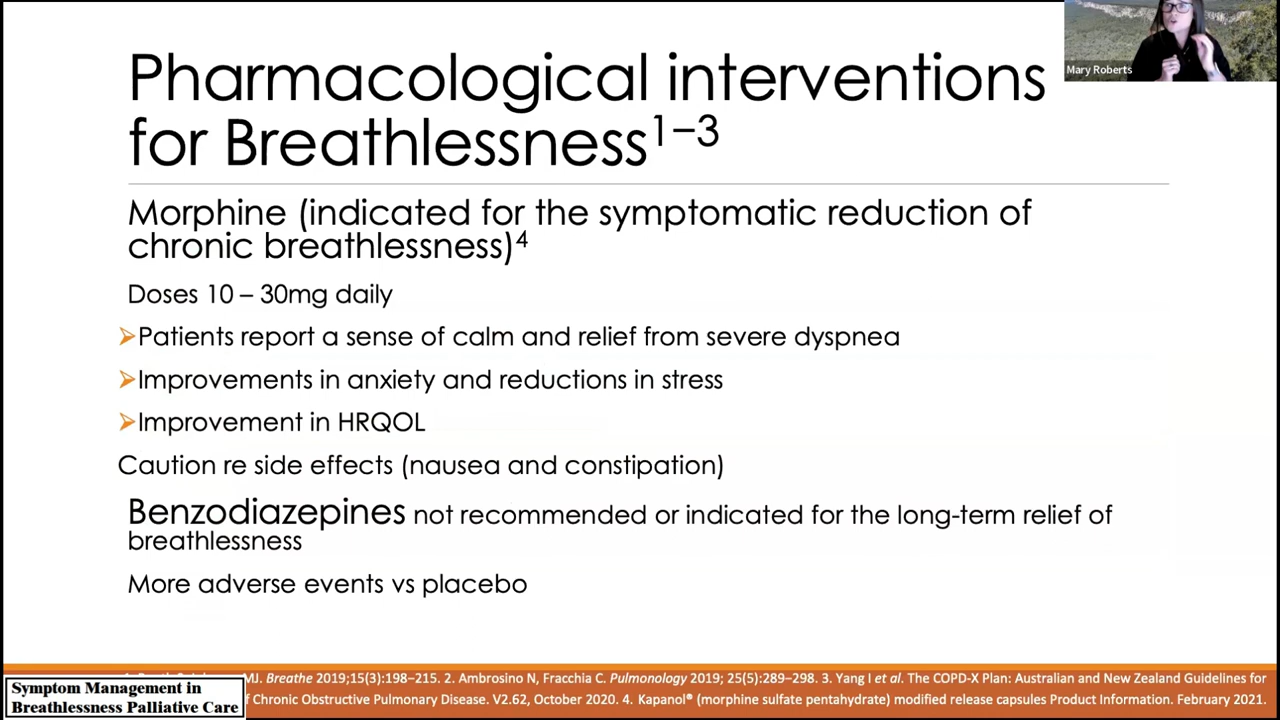 Mary Roberts
Pharmacological interventions
for Breathlessness¹⁻³
Morphine (indicated for the symptomatic reduction of
chronic breathlessness)⁴
Doses 10 – 30mg daily
➢Patients report a sense of calm and relief from severe dyspnea
➢Improvements in anxiety and reductions in stress
➢Improvement in HRQOL
Caution re side effects (nausea and constipation)
Benzodiazepines not recommended or indicated for the long-term relief of
breathlessness
More adverse events vs placebo
MJ. Breathe 2019;15(3):198–215. 2. Ambrosino N, Fracchia C. Pulmonology 2019; 25(5):289–298. 3. Yang I et al. The COPD-X Plan: Australian and New Zealand Guidelines for
of Chronic Obstructive Pulmonary Disease. V2.62, October 2020. 4. Kapanol® (morphine sulfate pentahydrate) modified release capsules Product Information. February 2021.
Symptom Management in
Breathlessness Palliative Care